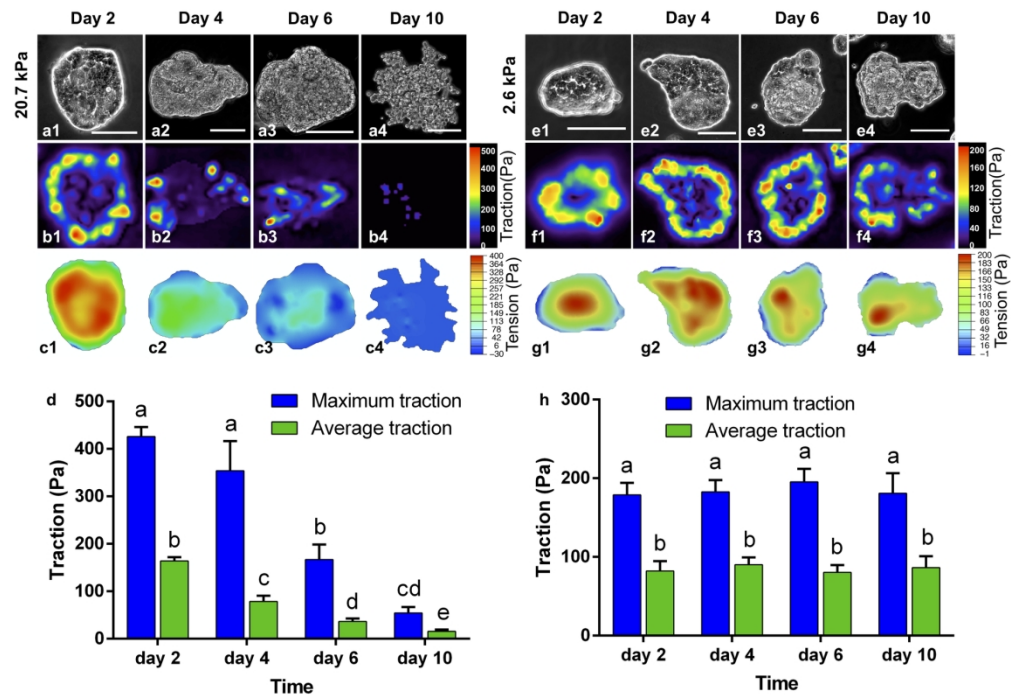 Day 2 Day 4 Day 6 Day 10
20.7 kPa
a1 a2 a3 a4
b1 b2 b3 b4
500
400
300
200
100
0
Traction(Pa)
c1 c2 c3 c4
400
364
328
292
257
221
185
149
113
78
42
6
-30
Tension (Pa)
Day 2 Day 4 Day 6 Day 10
2.6 kPa
e1 e2 e3 e4
f1 f2 f3 f4
200
160
120
80
40
0
Traction(Pa)
g1 g2 g3 g4
200
183
166
150
133
116
100
83
66
49
32
16
-1
Tension (Pa)
d
Maximum traction
Average traction
Traction (Pa)
500
400
300
200
100
0
a b a c b d cd e
day 2 day 4 day 6 day 10
Time
h
Maximum traction
Average traction
Traction (Pa)
300
200
100
0
a b a b a b a b
day 2 day 4 day 6 day 10
Time